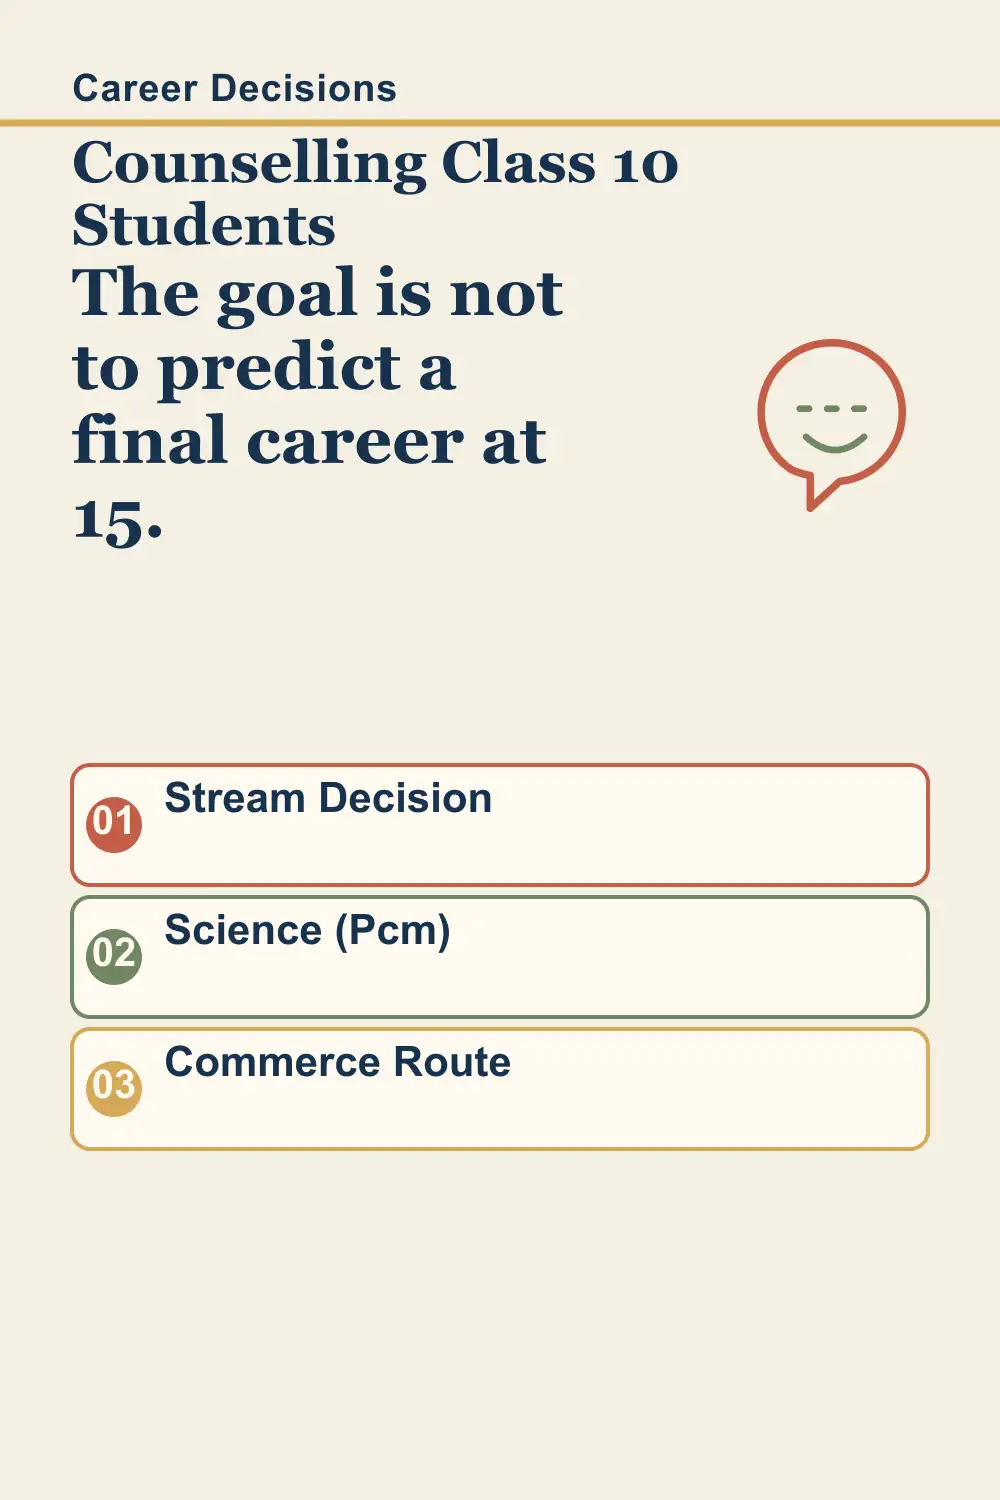 Career Decisions
Counselling Class 10
Students
The goal is not
to predict a
final career at
15.
01 Stream Decision
02 Science (Pcm)
03 Commerce Route